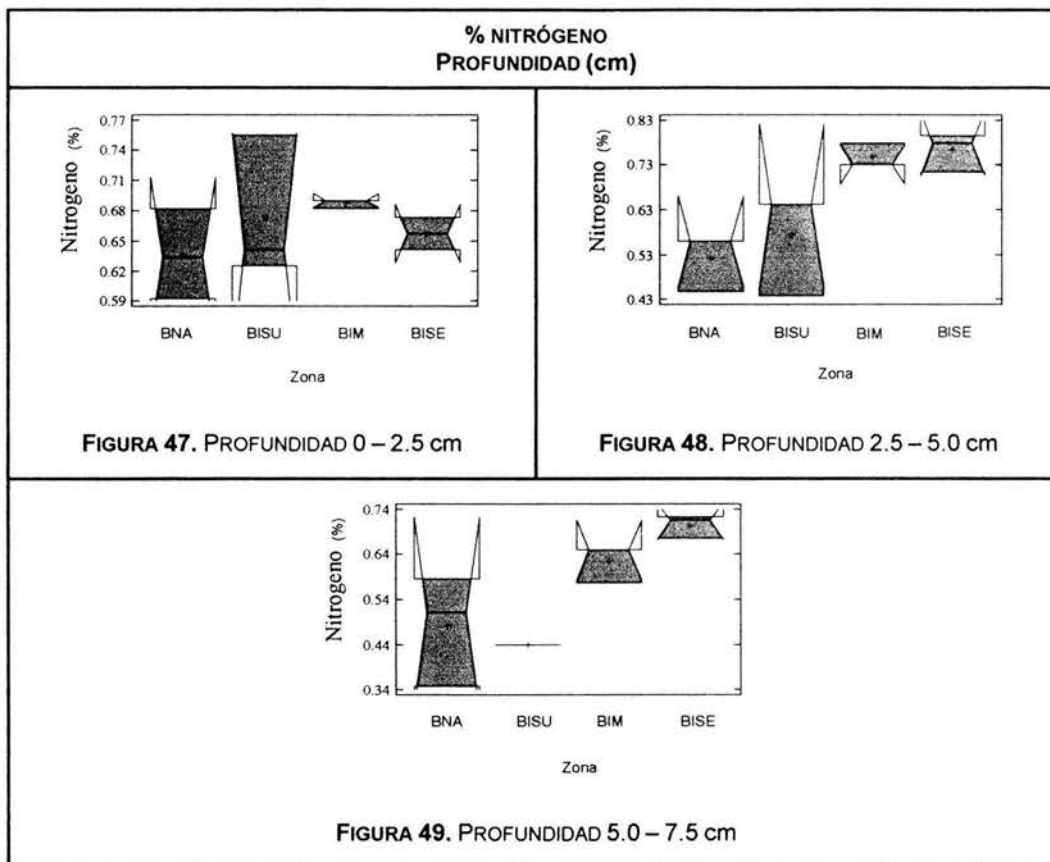 % NITRÓGENO
PROFUNDIDAD (cm)
Nitrogeno (%)
0.77
0.74
0.71
0.68
0.65
0.62
0.59
BNA BISU BIM BISE
Zona
FIGURA 47. PROFUNDIDAD 0 – 2.5 cm
Nitrogeno (%)
0.83
0.73
0.63
0.53
0.43
BNA BISU BIM BISE
Zona
FIGURA 48. PROFUNDIDAD 2.5 – 5.0 cm
Nitrogeno (%)
0.74
0.64
0.54
0.44
0.34
BNA BISU BIM BISE
Zona
FIGURA 49. PROFUNDIDAD 5.0 – 7.5 cm